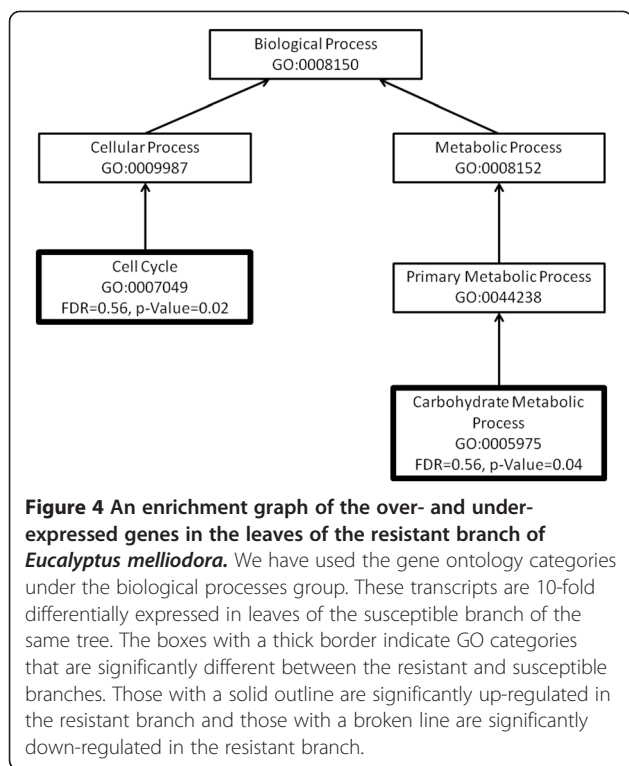 Biological Process
GO:0008150
Cellular Process
GO:0009987
Metabolic Process
GO:0008152
Cell Cycle
GO:0007049
FDR=0.56, p-Value=0.02
Primary Metabolic Process
GO:0044238
Carbohydrate Metabolic
Process
GO:0005975
FDR=0.56, p-Value=0.04
Figure 4 An enrichment graph of the over- and under-
expressed genes in the leaves of the resistant branch of
Eucalyptus melliodora. We have used the gene ontology categories
under the biological processes group. These transcripts are 10-fold
differentially expressed in leaves of the susceptible branch of the
same tree. The boxes with a thick border indicate GO categories
that are significantly different between the resistant and susceptible
branches. Those with a solid outline are significantly up-regulated in
the resistant branch and those with a broken line are significantly
down-regulated in the resistant branch.